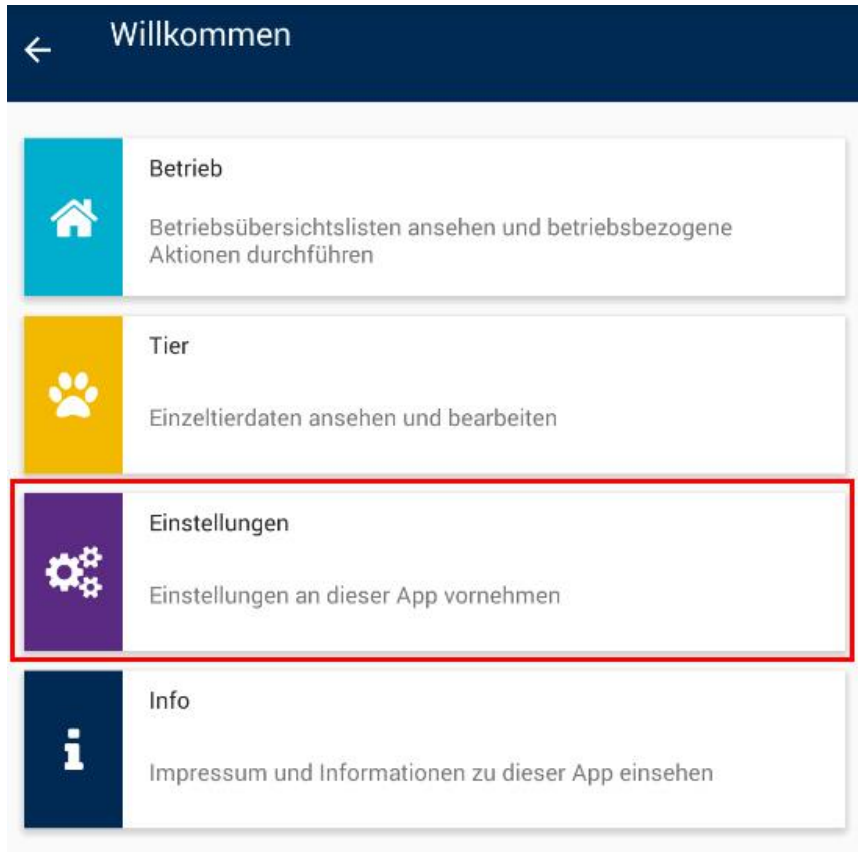 Willkommen
Betrieb
Betriebsübersichtslisten ansehen und betriebsbezogene
Aktionen durchführen
Tier
Einzeltierdaten ansehen und bearbeiten
Einstellungen
Einstellungen an dieser App vornehmen
Info
Impressum und Informationen zu dieser App einsehen